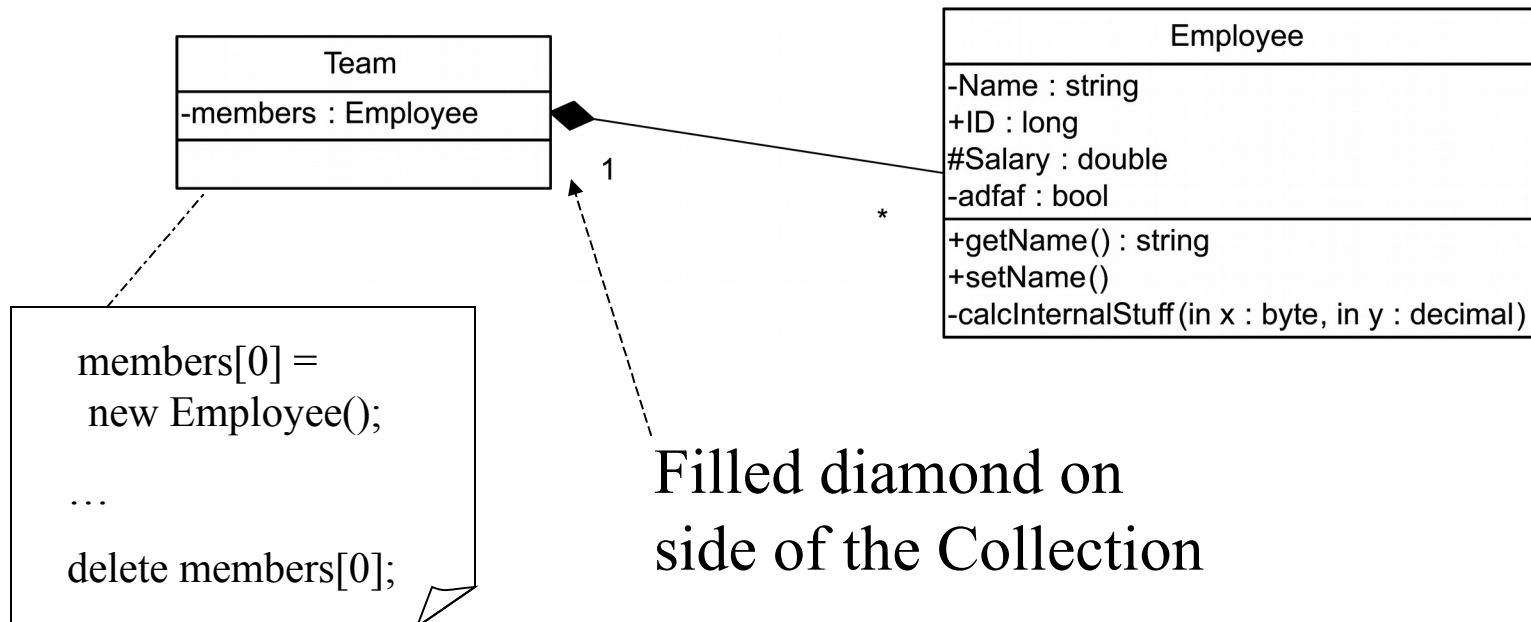 Team
-members : Employee
1
*
Employee
-Name : string
+ID : long
#Salary : double
-adfaf : bool
+getName() : string
+setName()
-calcInternalStuff(in x : byte, in y : decimal)
members[0] =
new Employee();
…
delete members[0];
Filled diamond on
side of the Collection